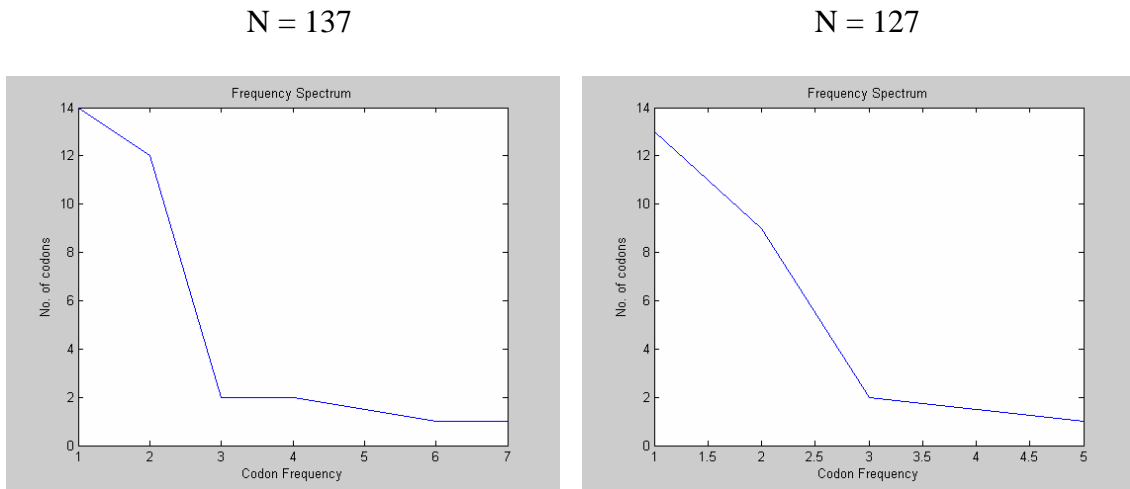 N = 137
N = 127
Frequency Spectrum
14
12
10
8
6
4
2
0
No. of codons
1 2 3 4 5 6 7
Codon Frequency
Frequency Spectrum
14
12
10
8
6
4
2
0
No. of codons
1 1.5 2 2.5 3 3.5 4 4.5 5
Codon Frequency